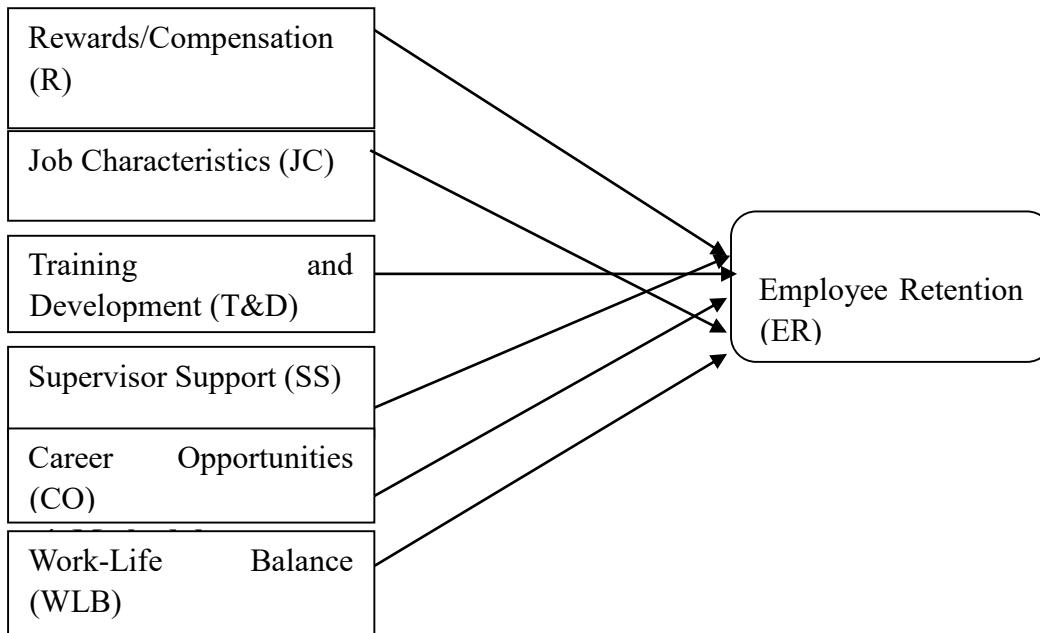 Rewards/Compensation
(R)
Job Characteristics (JC)
Training and
Development (T&D)
Supervisor Support (SS)
Career Opportunities
(CO)
Work-Life Balance
(WLB)
Employee Retention
(ER)